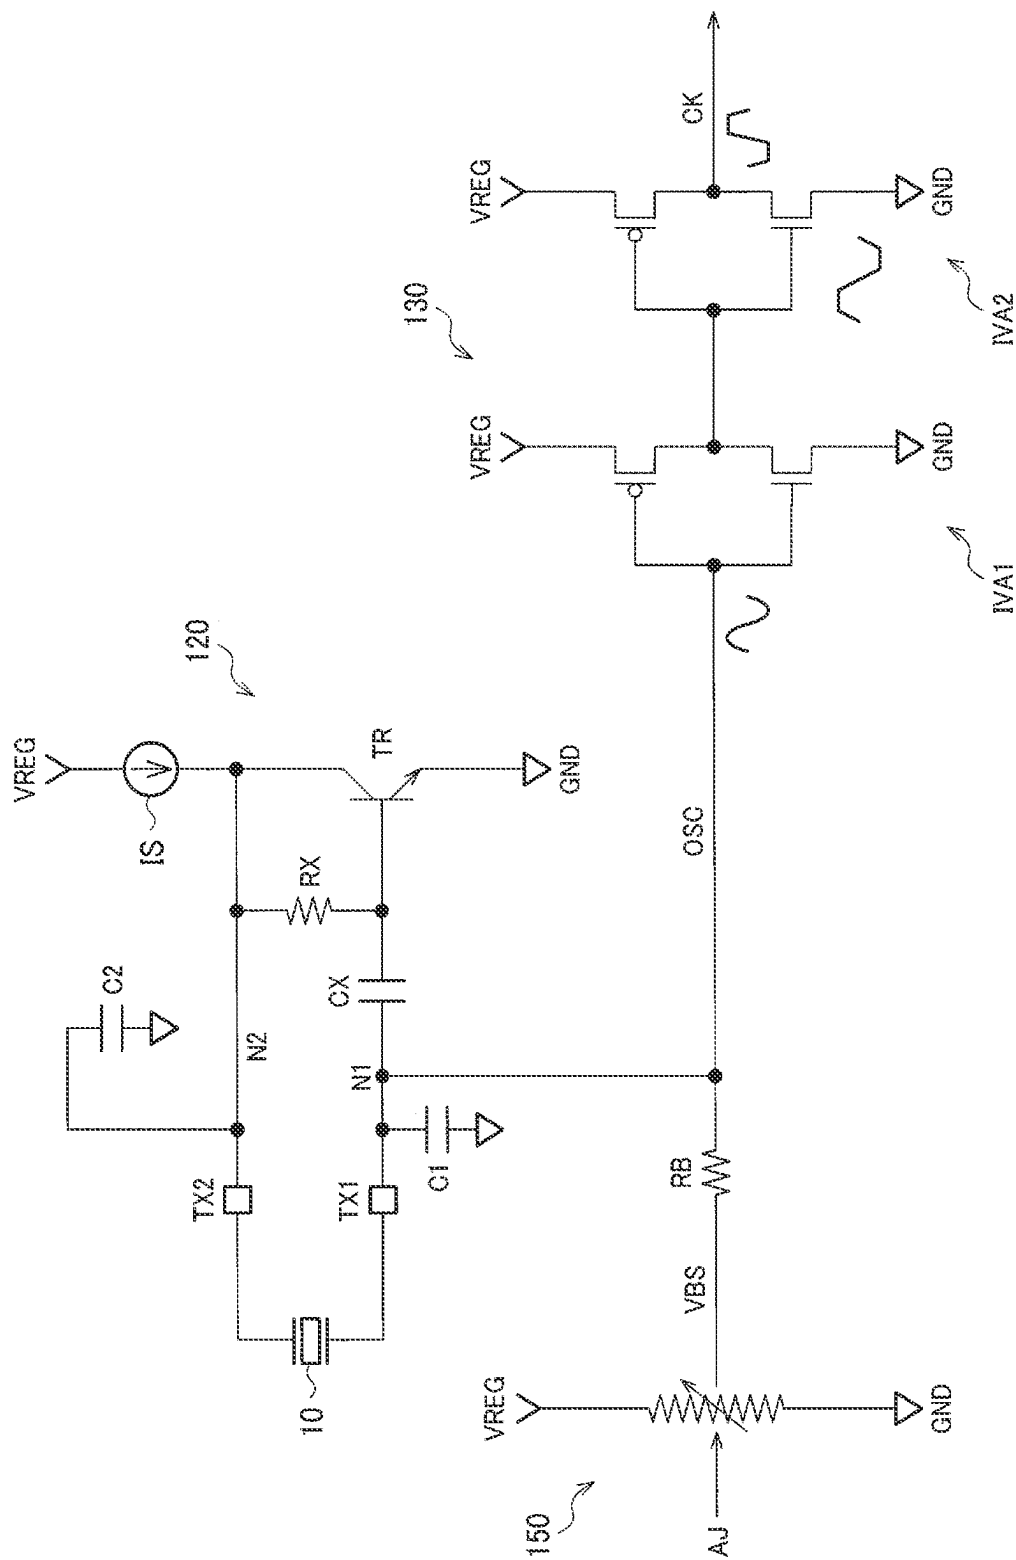 VREG
IS
120
C2
N2
RX
TR
GND
TX2
CX
N1
TX1
C1
10
130
VREG
VREG
CK
OSC
GND
GND
IVA1
IVA2
VREG
RB
VBS
150
AJ
GND